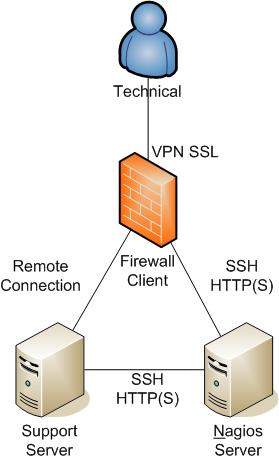 Technical
VPN SSL
Remote
Connection
Firewall
Client
SSH
HTTP(S)
SSH
HTTP(S)
Support
Server
Nagios
Server